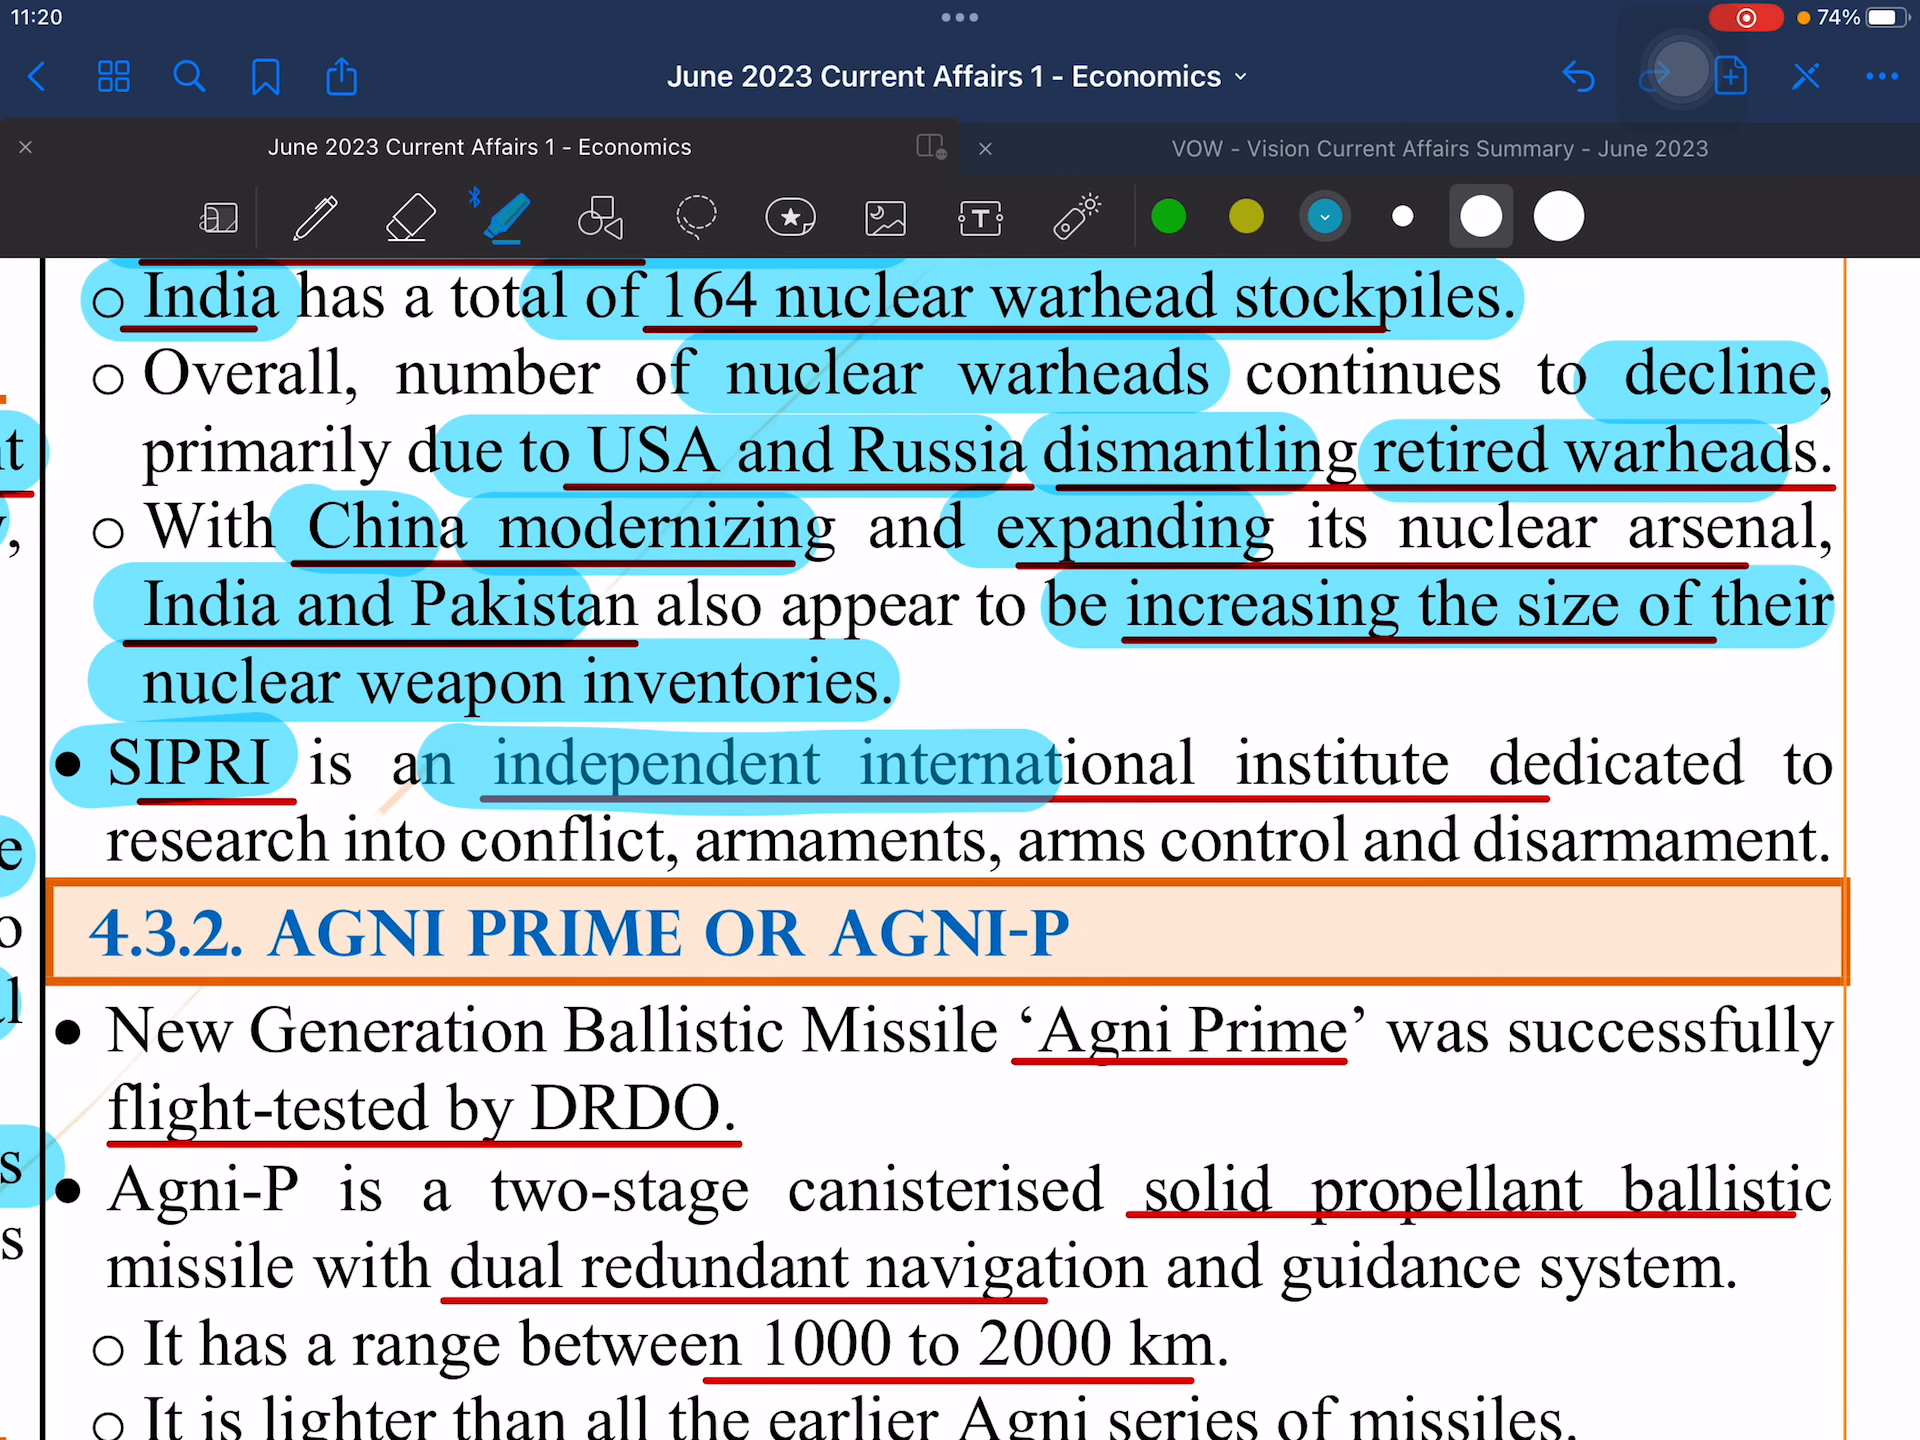 11:20
74%
June 2023 Current Affairs 1 - Economics
June 2023 Current Affairs 1 - Economics
VOW - Vision Current Affairs Summary - June 2023
○ India has a total of 164 nuclear warhead stockpiles.
○ Overall, number of nuclear warheads continues to decline,
primarily due to USA and Russia dismantling retired warheads.
○ With China modernizing and expanding its nuclear arsenal,
India and Pakistan also appear to be increasing the size of their
nuclear weapon inventories.
• SIPRI is an independent international institute dedicated to
research into conflict, armaments, arms control and disarmament.
4.3.2. AGNI PRIME OR AGNI-P
• New Generation Ballistic Missile ‘Agni Prime’ was successfully
flight-tested by DRDO.
• Agni-P is a two-stage canisterised solid propellant ballistic
missile with dual redundant navigation and guidance system.
○ It has a range between 1000 to 2000 km.
○ It is lighter than all the earlier Agni series of missiles.